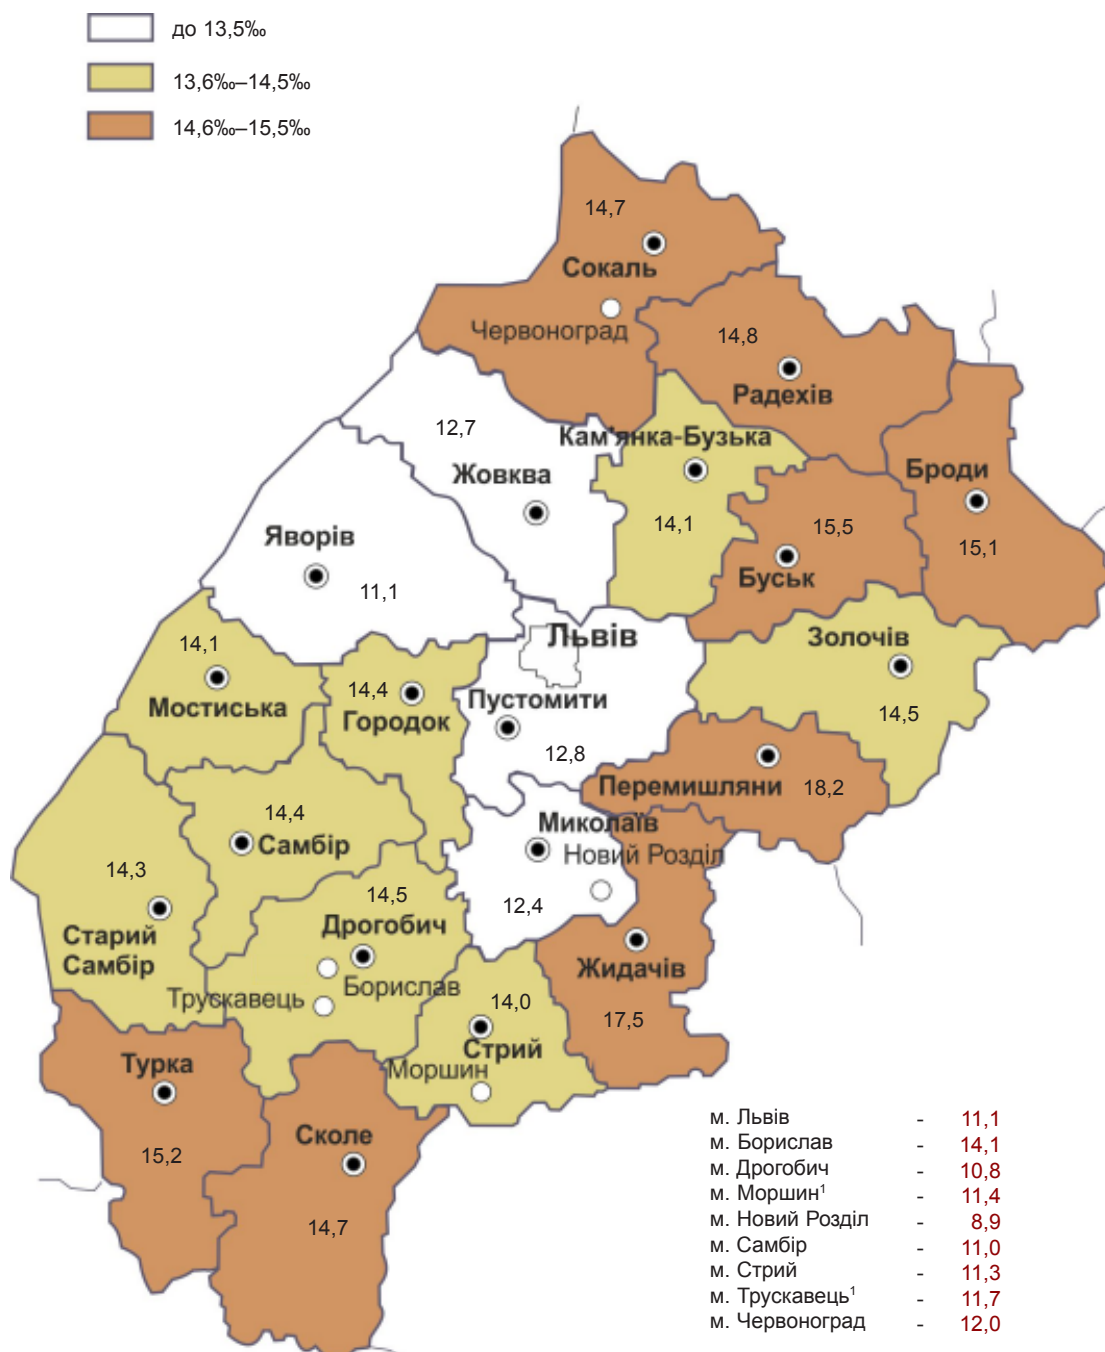 до 13,5‰
13,6‰–14,5‰
14,6‰–15,5‰
14,7
Сокаль
Червоноград
14,8
Радехів
12,7
Жовква
Кам'янка-Бузька
14,1
Броди
15,1
15,5
Буськ
Яворів
11,1
Львів
Золочів
14,5
14,1
Мостиська
14,4
Городок
Пустомити
12,8
Перемишляни
18,2
14,4
Самбір
Миколаїв
Новий Розділ
12,4
14,3
Старий
Самбір
14,5
Дрогобич
Борислав
Трускавець
Жидачів
17,5
14,0
Стрий
Моршин
Турка
15,2
Сколе
14,7
м. Львів - 11,1
м. Борислав - 14,1
м. Дрогобич - 10,8
м. Моршин¹ - 11,4
м. Новий Розділ - 8,9
м. Самбір - 11,0
м. Стрий - 11,3
м. Трускавець¹ - 11,7
м. Червоноград - 12,0